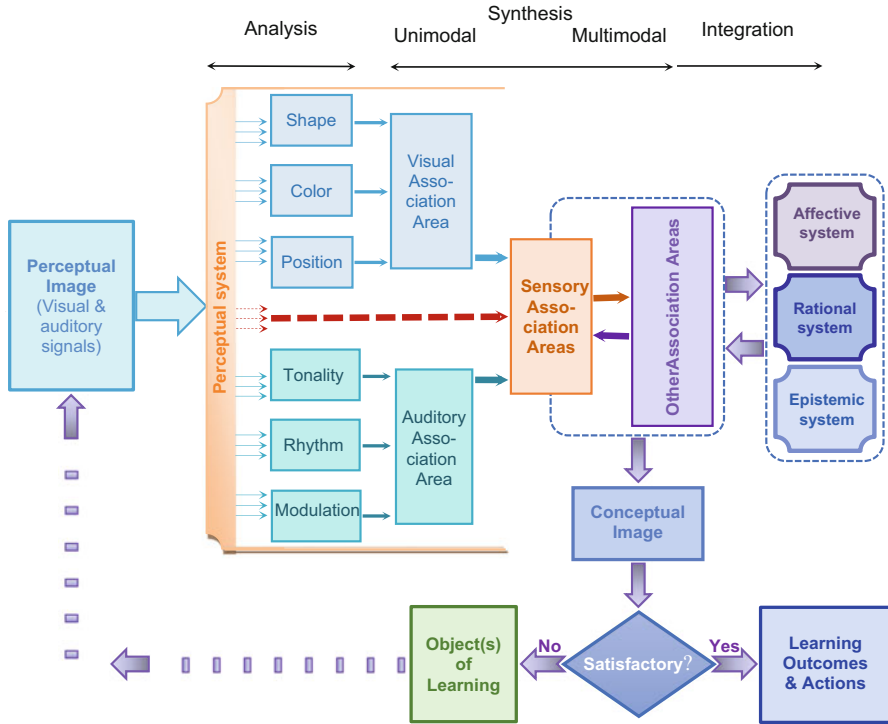 Synthesis
Analysis
Unimodal
Multimodal
Integration
Perceptual Image
(Visual &
auditory
signals)
Perceptual system
Shape
Color
Position
Tonality
Rhythm
Modulation
Visual
Asso-
ciation
Area
Auditory
Asso-
ciation
Area
Sensory
Asso-
ciation
Areas
OtherAssociation Areas
Affective
system
Rational
system
Epistemic
system
Conceptual
Image
Satisfactory?
No
Yes
Object(s)
of
Learning
Learning
Outcomes
& Actions